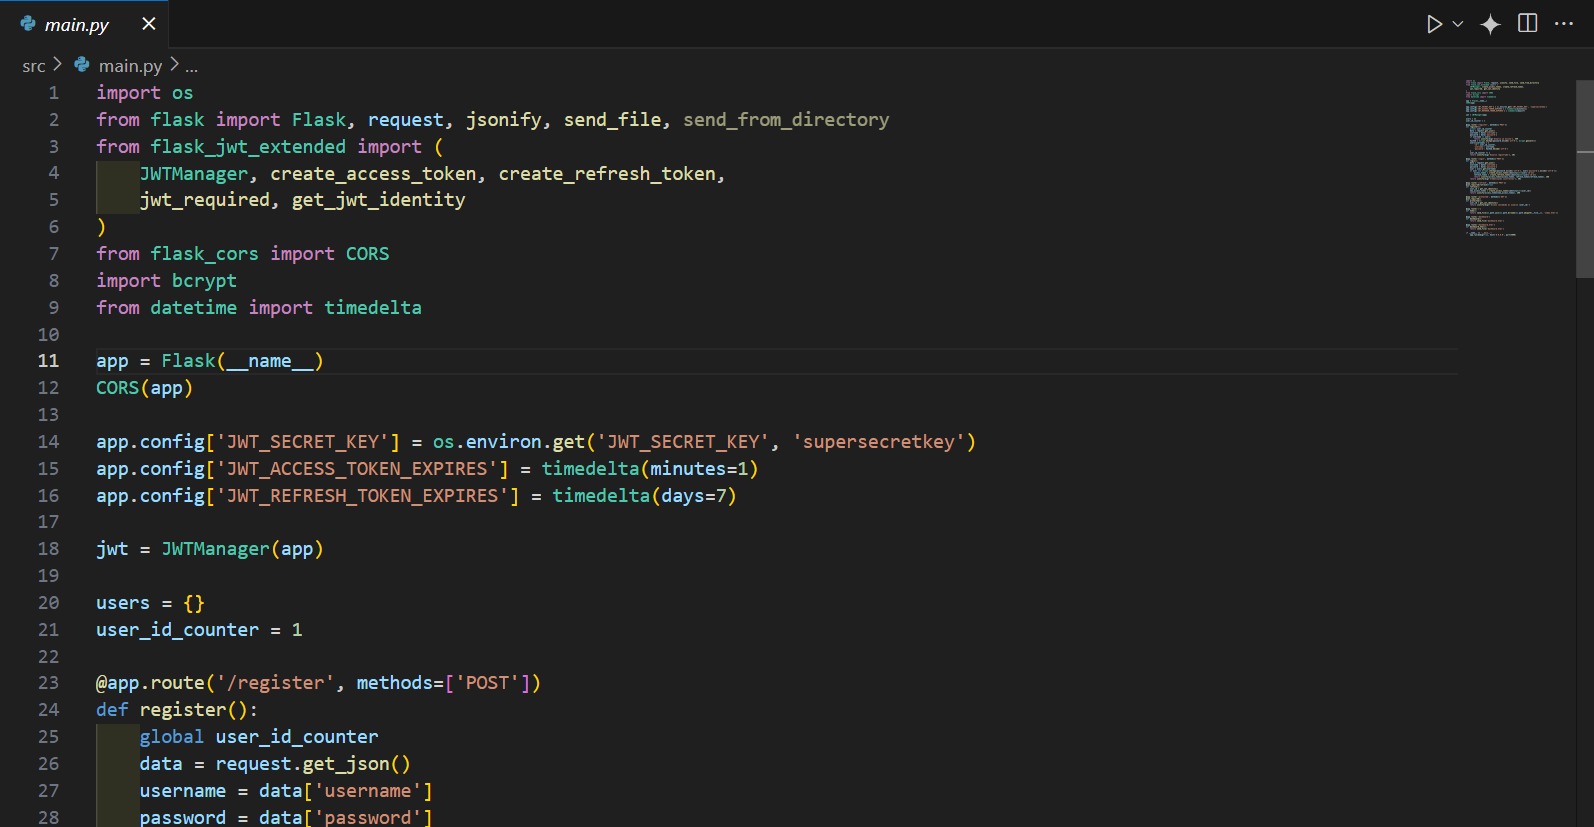 main.py
src > main.py > ...
1 import os
2 from flask import Flask, request, jsonify, send_file, send_from_directory
3 from flask_jwt_extended import (
4     JWTManager, create_access_token, create_refresh_token,
5     jwt_required, get_jwt_identity
6 )
7 from flask_cors import CORS
8 import bcrypt
9 from datetime import timedelta
10
11 app = Flask(__name__)
12 CORS(app)
13
14 app.config['JWT_SECRET_KEY'] = os.environ.get('JWT_SECRET_KEY', 'supersecretkey')
15 app.config['JWT_ACCESS_TOKEN_EXPIRES'] = timedelta(minutes=1)
16 app.config['JWT_REFRESH_TOKEN_EXPIRES'] = timedelta(days=7)
17
18 jwt = JWTManager(app)
19
20 users = {}
21 user_id_counter = 1
22
23 @app.route('/register', methods=['POST'])
24 def register():
25     global user_id_counter
26     data = request.get_json()
27     username = data['username']
28     password = data['password']